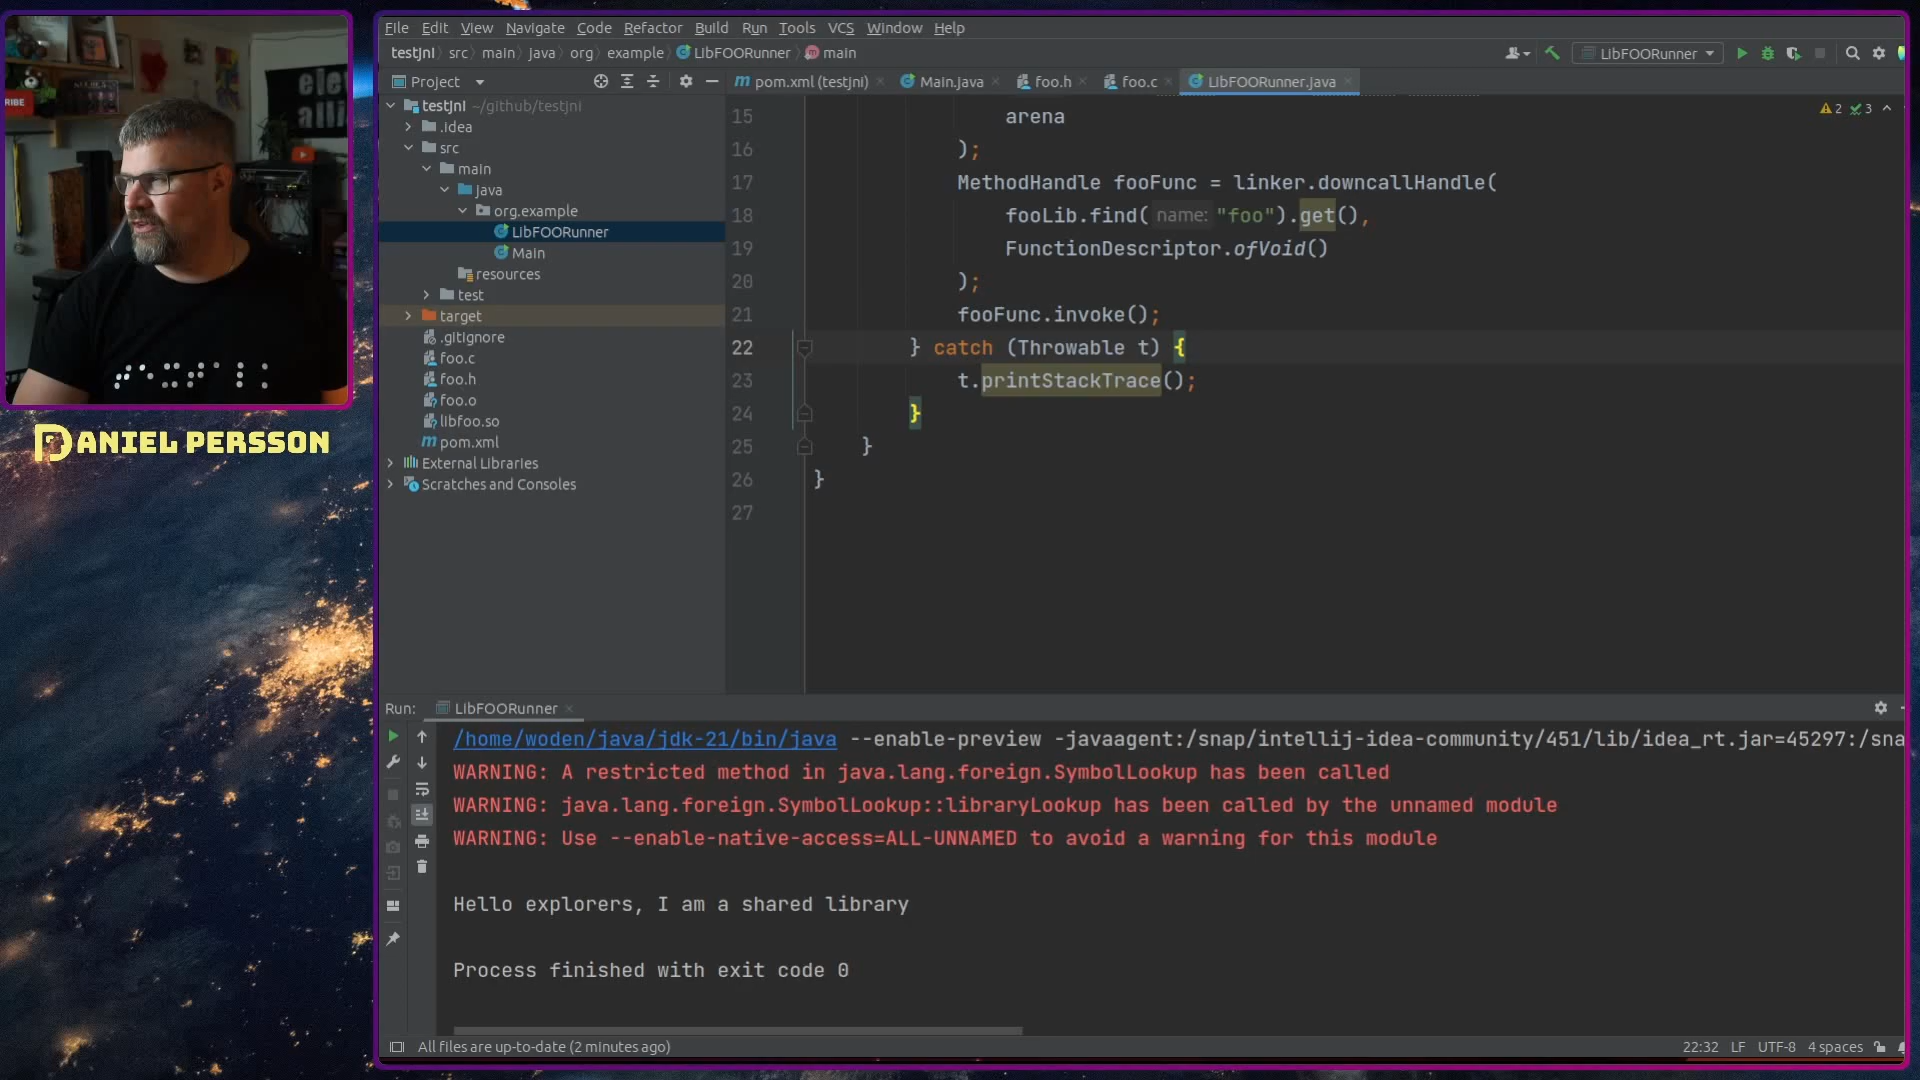 File Edit View Navigate Code Refactor Build Run Tools VCS Window Help
testjni src main java org example LibFOORunner main
LibFOORunner
Project
pom.xml (testjni) Main.java foo.h foo.c LibFOORunner.java
testjni ~/github/testjni
.idea
src
main
java
org.example
LibFOORunner
Main
resources
test
target
.gitignore
foo.c
foo.h
foo.o
libfoo.so
pom.xml
External Libraries
Scratches and Consoles
2 3
15 arena
16 );
17 MethodHandle fooFunc = linker.downcallHandle(
18 fooLib.find( name: "foo").get(),
19 FunctionDescriptor.ofVoid()
20 );
21 fooFunc.invoke();
22 } catch (Throwable t) {
23 t.printStackTrace();
24 }
25 }
26 }
27
RIBE
DANIEL PERSSON
Run: LibFOORunner
/home/woden/java/jdk-21/bin/java --enable-preview -javaagent:/snap/intellij-idea-community/451/lib/idea_rt.jar=45297:/sna
WARNING: A restricted method in java.lang.foreign.SymbolLookup has been called
WARNING: java.lang.foreign.SymbolLookup::libraryLookup has been called by the unnamed module
WARNING: Use --enable-native-access=ALL-UNNAMED to avoid a warning for this module
Hello explorers, I am a shared library
Process finished with exit code 0
All files are up-to-date (2 minutes ago)
22:32 LF UTF-8 4 spaces